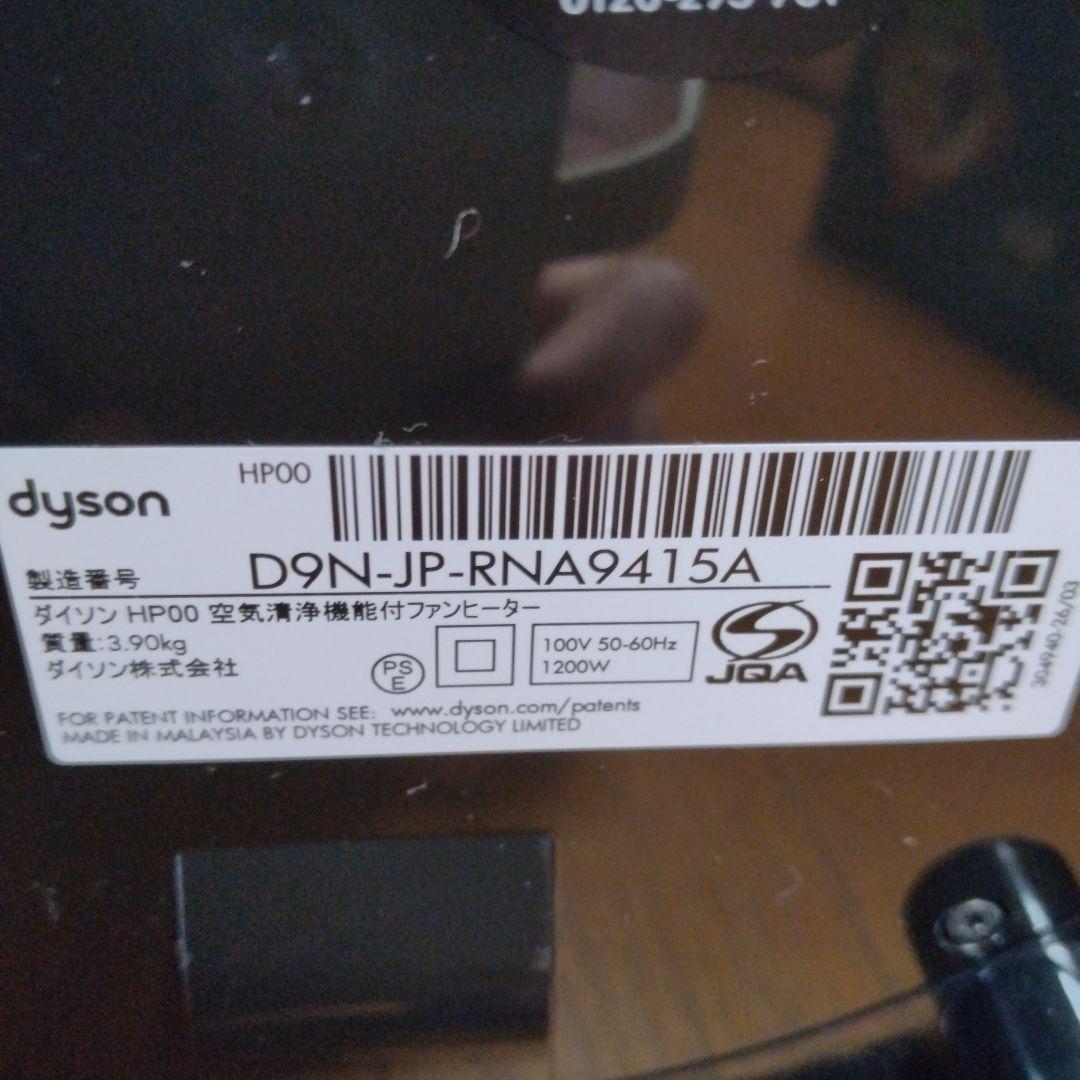 dyson
HP00
製造番号 D9N-JP-RNA9415A
ダイソン HP00 空気清浄機能付ファンヒーター
質量:3.90kg
ダイソン株式会社
PS
E
100V 50-60Hz
1200W
JQA
304940-26/03
FOR PATENT INFORMATION SEE: www.dyson.com/patents
MADE IN MALAYSIA BY DYSON TECHNOLOGY LIMITED